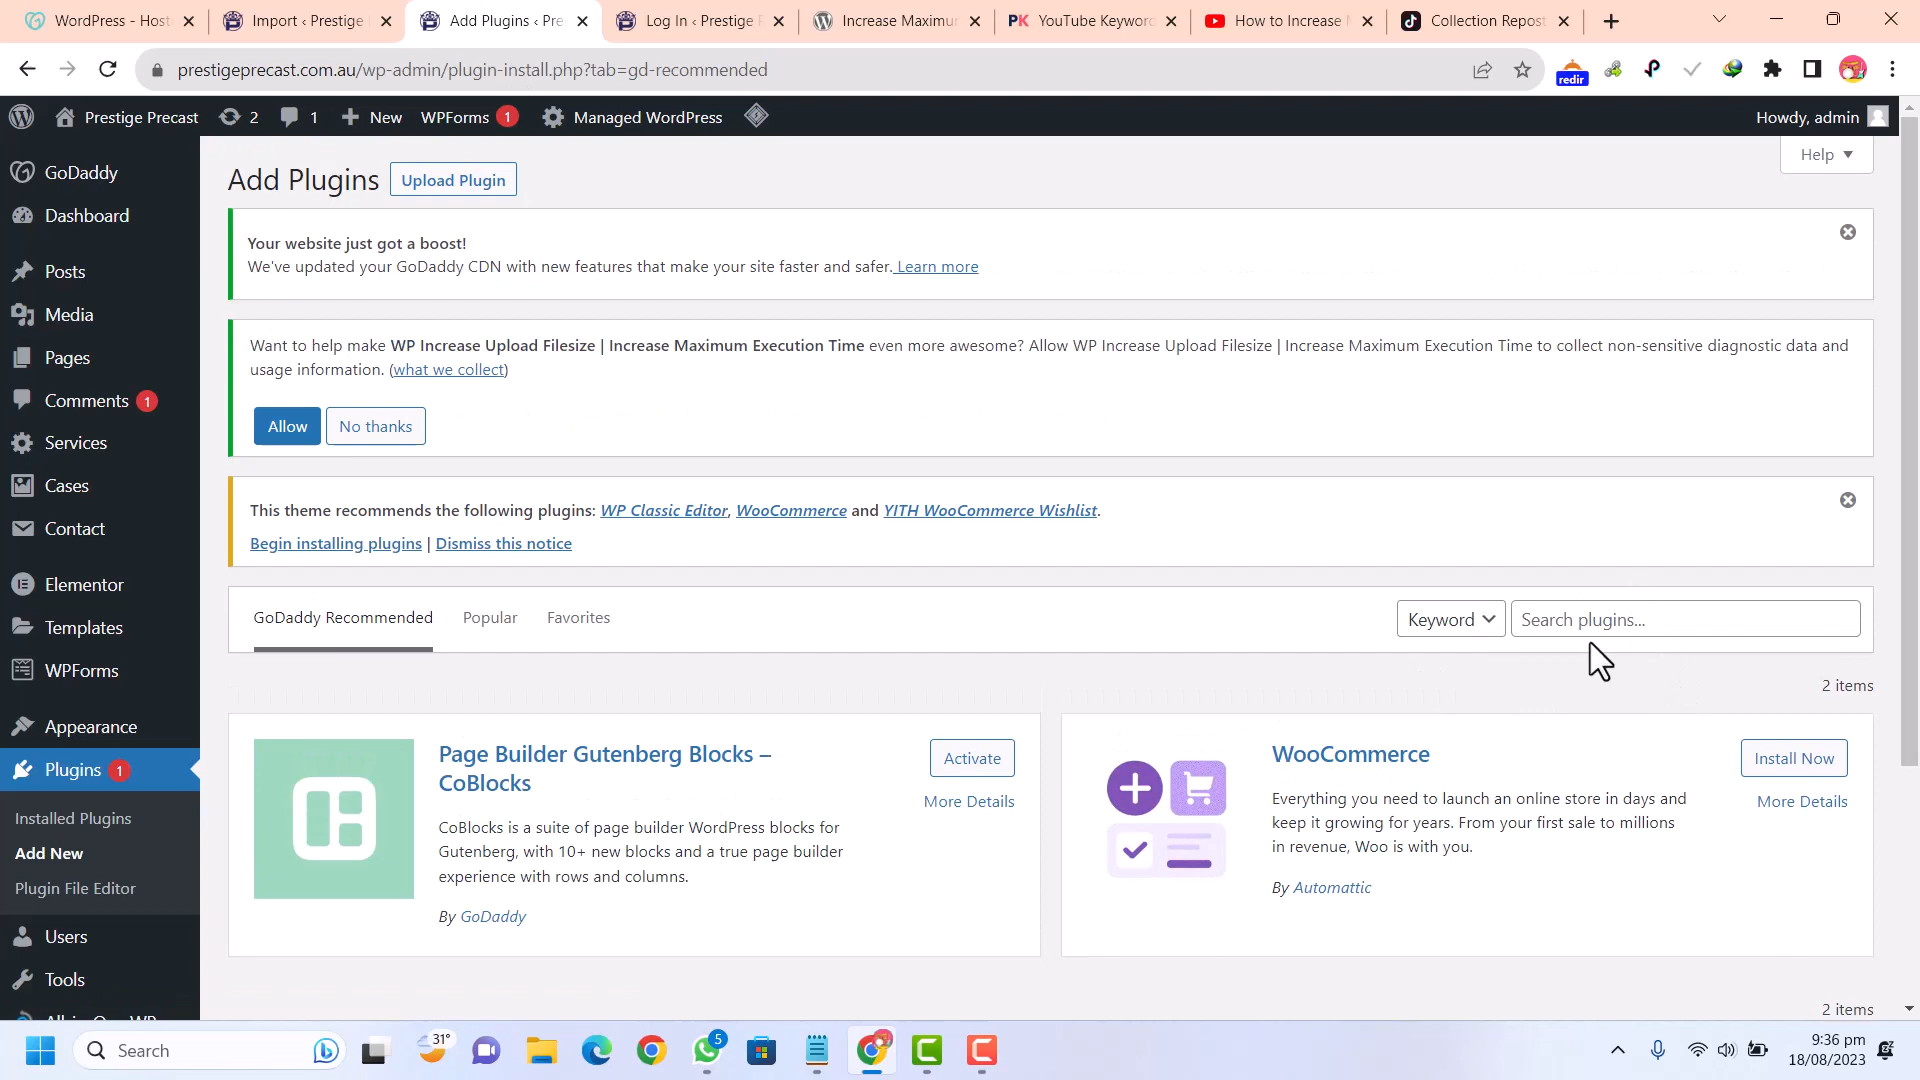 WordPress - Host
Import ‹ Prestige
Add Plugins ‹ Pre
Log In ‹ Prestige P
Increase Maximum
PK YouTube Keyword
How to Increase
Collection Repost
prestigeprecast.com.au/wp-admin/plugin-install.php?tab=gd-recommended
redir
Prestige Precast 2 1 New WPForms 1 Managed WordPress Howdy, admin
GoDaddy
Dashboard
Posts
Media
Pages
Comments 1
Services
Cases
Contact
Elementor
Templates
WPForms
Appearance
Plugins 1
Installed Plugins
Add New
Plugin File Editor
Users
Tools
All-in-One WP
Help
Add Plugins Upload Plugin
Your website just got a boost!
We've updated your GoDaddy CDN with new features that make your site faster and safer. Learn more
Want to help make WP Increase Upload Filesize | Increase Maximum Execution Time even more awesome? Allow WP Increase Upload Filesize | Increase Maximum Execution Time to collect non-sensitive diagnostic data and
usage information. (what we collect)
Allow No thanks
This theme recommends the following plugins: WP Classic Editor, WooCommerce and YITH WooCommerce Wishlist.
Begin installing plugins | Dismiss this notice
GoDaddy Recommended Popular Favorites Keyword Search plugins...
2 items
Page Builder Gutenberg Blocks –
CoBlocks
Activate
More Details
CoBlocks is a suite of page builder WordPress blocks for
Gutenberg, with 10+ new blocks and a true page builder
experience with rows and columns.
By GoDaddy
WooCommerce
Install Now
More Details
Everything you need to launch an online store in days and
keep it growing for years. From your first sale to millions
in revenue, Woo is with you.
By Automattic
2 items
Search
31°
5
9:36 pm
18/08/2023